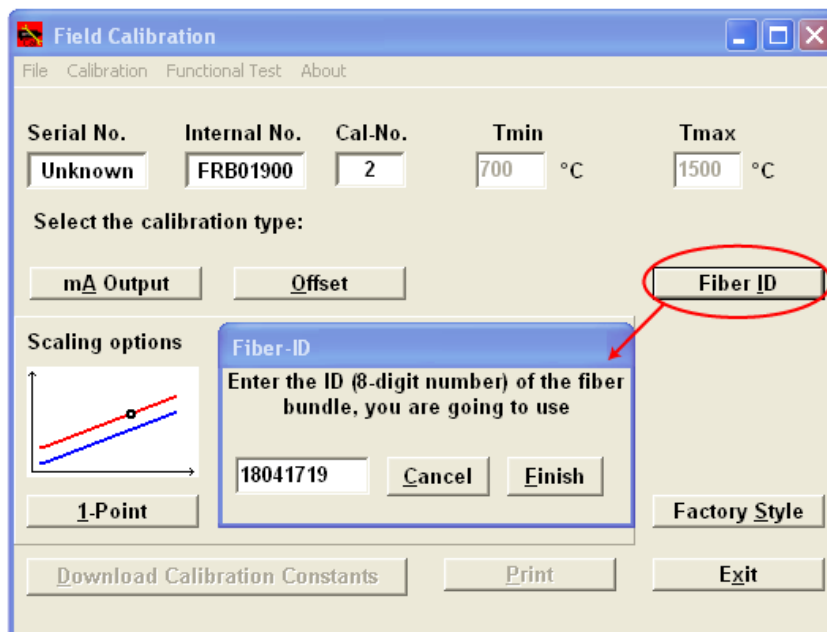 Field Calibration
File Calibration Functional Test About
Serial No. Internal No. Cal-No. Tmin Tmax
Unknown FRB01900 2 700 °C 1500 °C
Select the calibration type:
mA Output Offset Fiber ID
Scaling options
Fiber-ID
Enter the ID (8-digit number) of the fiber
bundle, you are going to use
18041719 Cancel Finish
1-Point Factory Style
Download Calibration Constants Print Exit